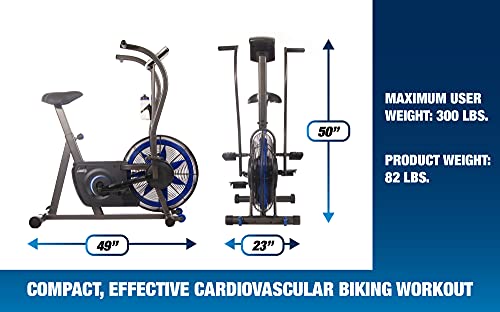 50”
49”
23”
MAXIMUM USER
WEIGHT: 300 LBS.
PRODUCT WEIGHT:
82 LBS.
COMPACT, EFFECTIVE CARDIOVASCULAR BIKING WORKOUT